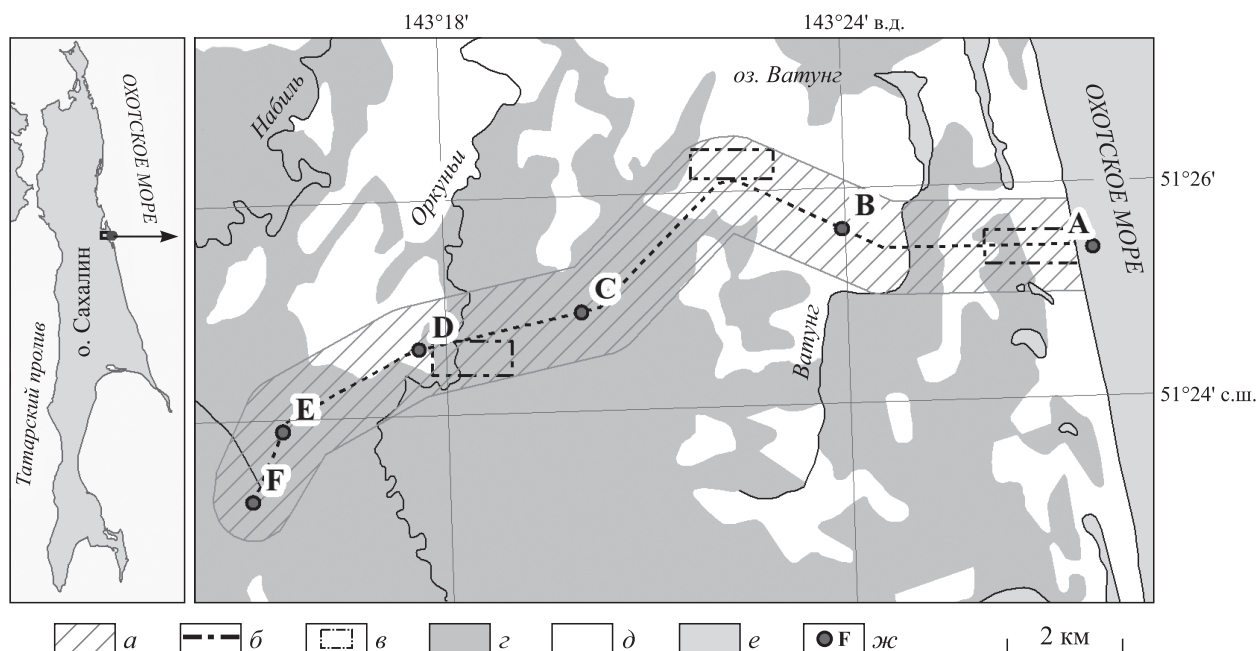 143°18'
143°24' в.д.
ОХОТСКОЕ МОРЕ
о. Сахалин
Татарский пролив
Набиль
Оркуньи
оз. Ватунг
ОХОТСКОЕ МОРЕ
51°26'
B
A
C
Ватунг
D
51°24' с.ш.
E
F
а
б
в
г
д
е
F ж
2 км